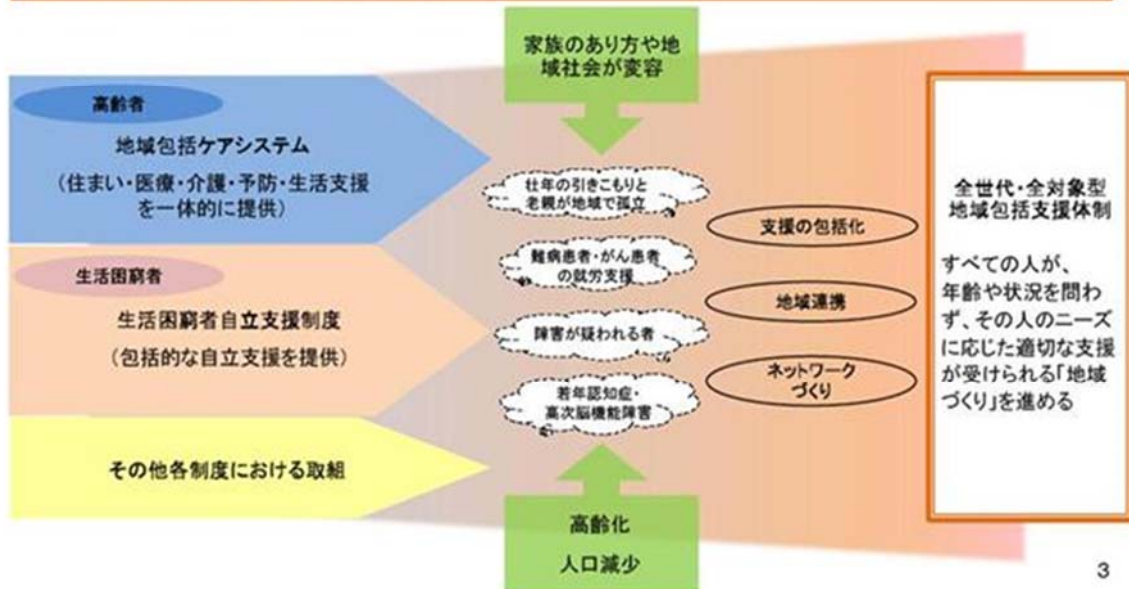 家族のあり方や地
域社会が変容
高齢者
地域包括ケアシステム
(住まい・医療・介護・予防・生活支援
を一体的に提供)
生活困窮者
生活困窮者自立支援制度
(包括的な自立支援を提供)
その他各制度における取組
壮年の引きこもりと
老親が地域で孤立
難病患者・がん患者
の就労支援
障害が疑われる者
若年認知症・
高次脳機能障害
高齢化
人口減少
支援の包括化
地域連携
ネットワーク
づくり
全世代・全対象型
地域包括支援体制
すべての人が、
年齢や状況を問わ
ず、その人のニーズ
に応じた適切な支援
が受けられる「地域
づくり」を進める
3